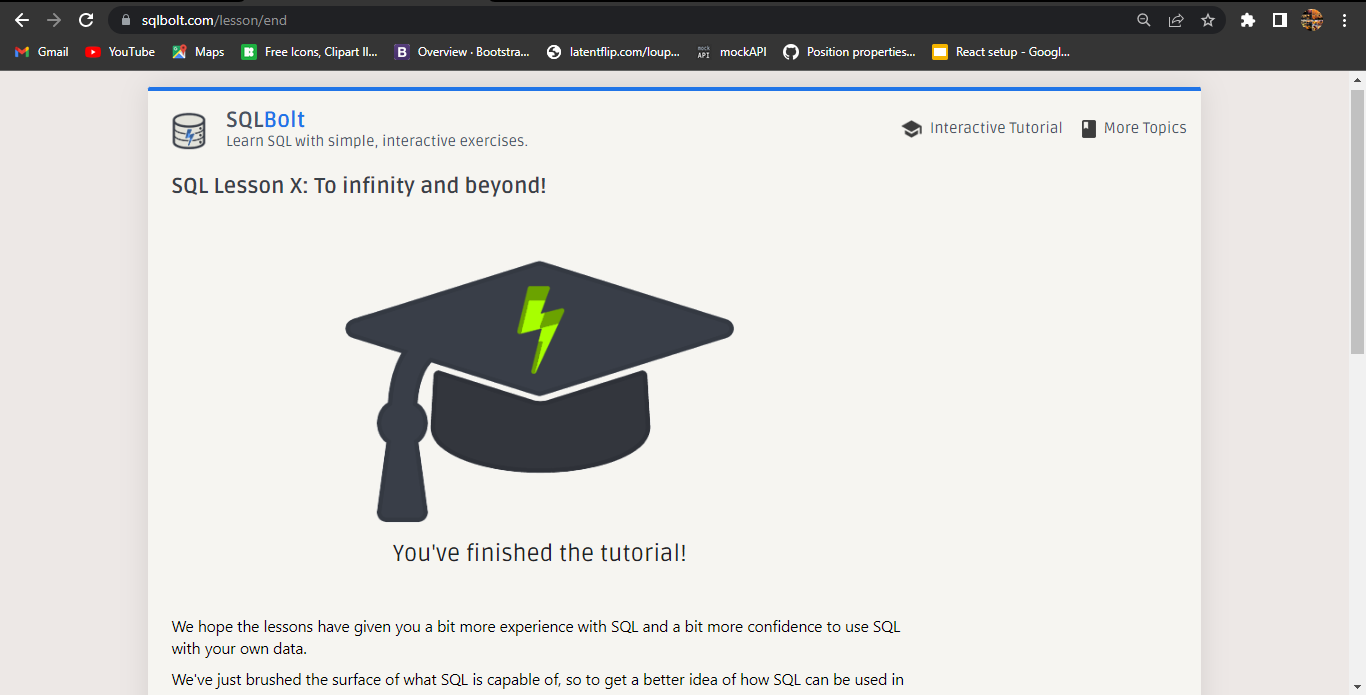 sqlbolt.com/lesson/end
Gmail YouTube Maps Free Icons, Clipart Il... Overview · Bootstra... latentflip.com/loup... mock API mockAPI Position properties... React setup - Googl...
SQLBolt
Learn SQL with simple, interactive exercises.
Interactive Tutorial More Topics
SQL Lesson X: To infinity and beyond!
You've finished the tutorial!
We hope the lessons have given you a bit more experience with SQL and a bit more confidence to use SQL
with your own data.
We've just brushed the surface of what SQL is capable of, so to get a better idea of how SQL can be used in